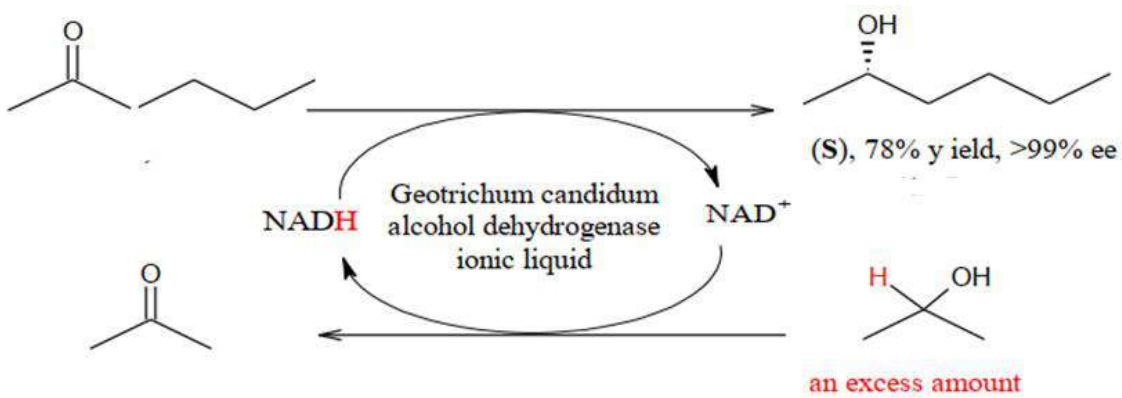 O
OH
(S), 78% y ield, >99% ee
NADH
Geotrichum candidum
alcohol dehydrogenase
ionic liquid
NAD+
O
H
OH
an excess amount